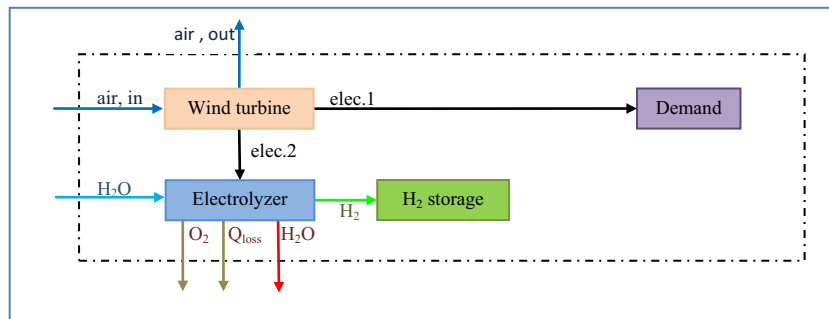 air , out
air, in
Wind turbine
elec.1
Demand
elec.2
H₂O
Electrolyzer
H₂
H₂ storage
O₂
Qloss
H₂O